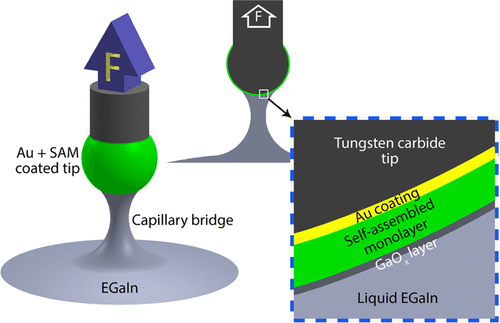 F
Au + SAM
coated tip
Capillary bridge
EGaIn
F
Tungsten carbide
tip
Au coating
Self-assembled
monolayer
GaOₓ layer
Liquid EGaIn